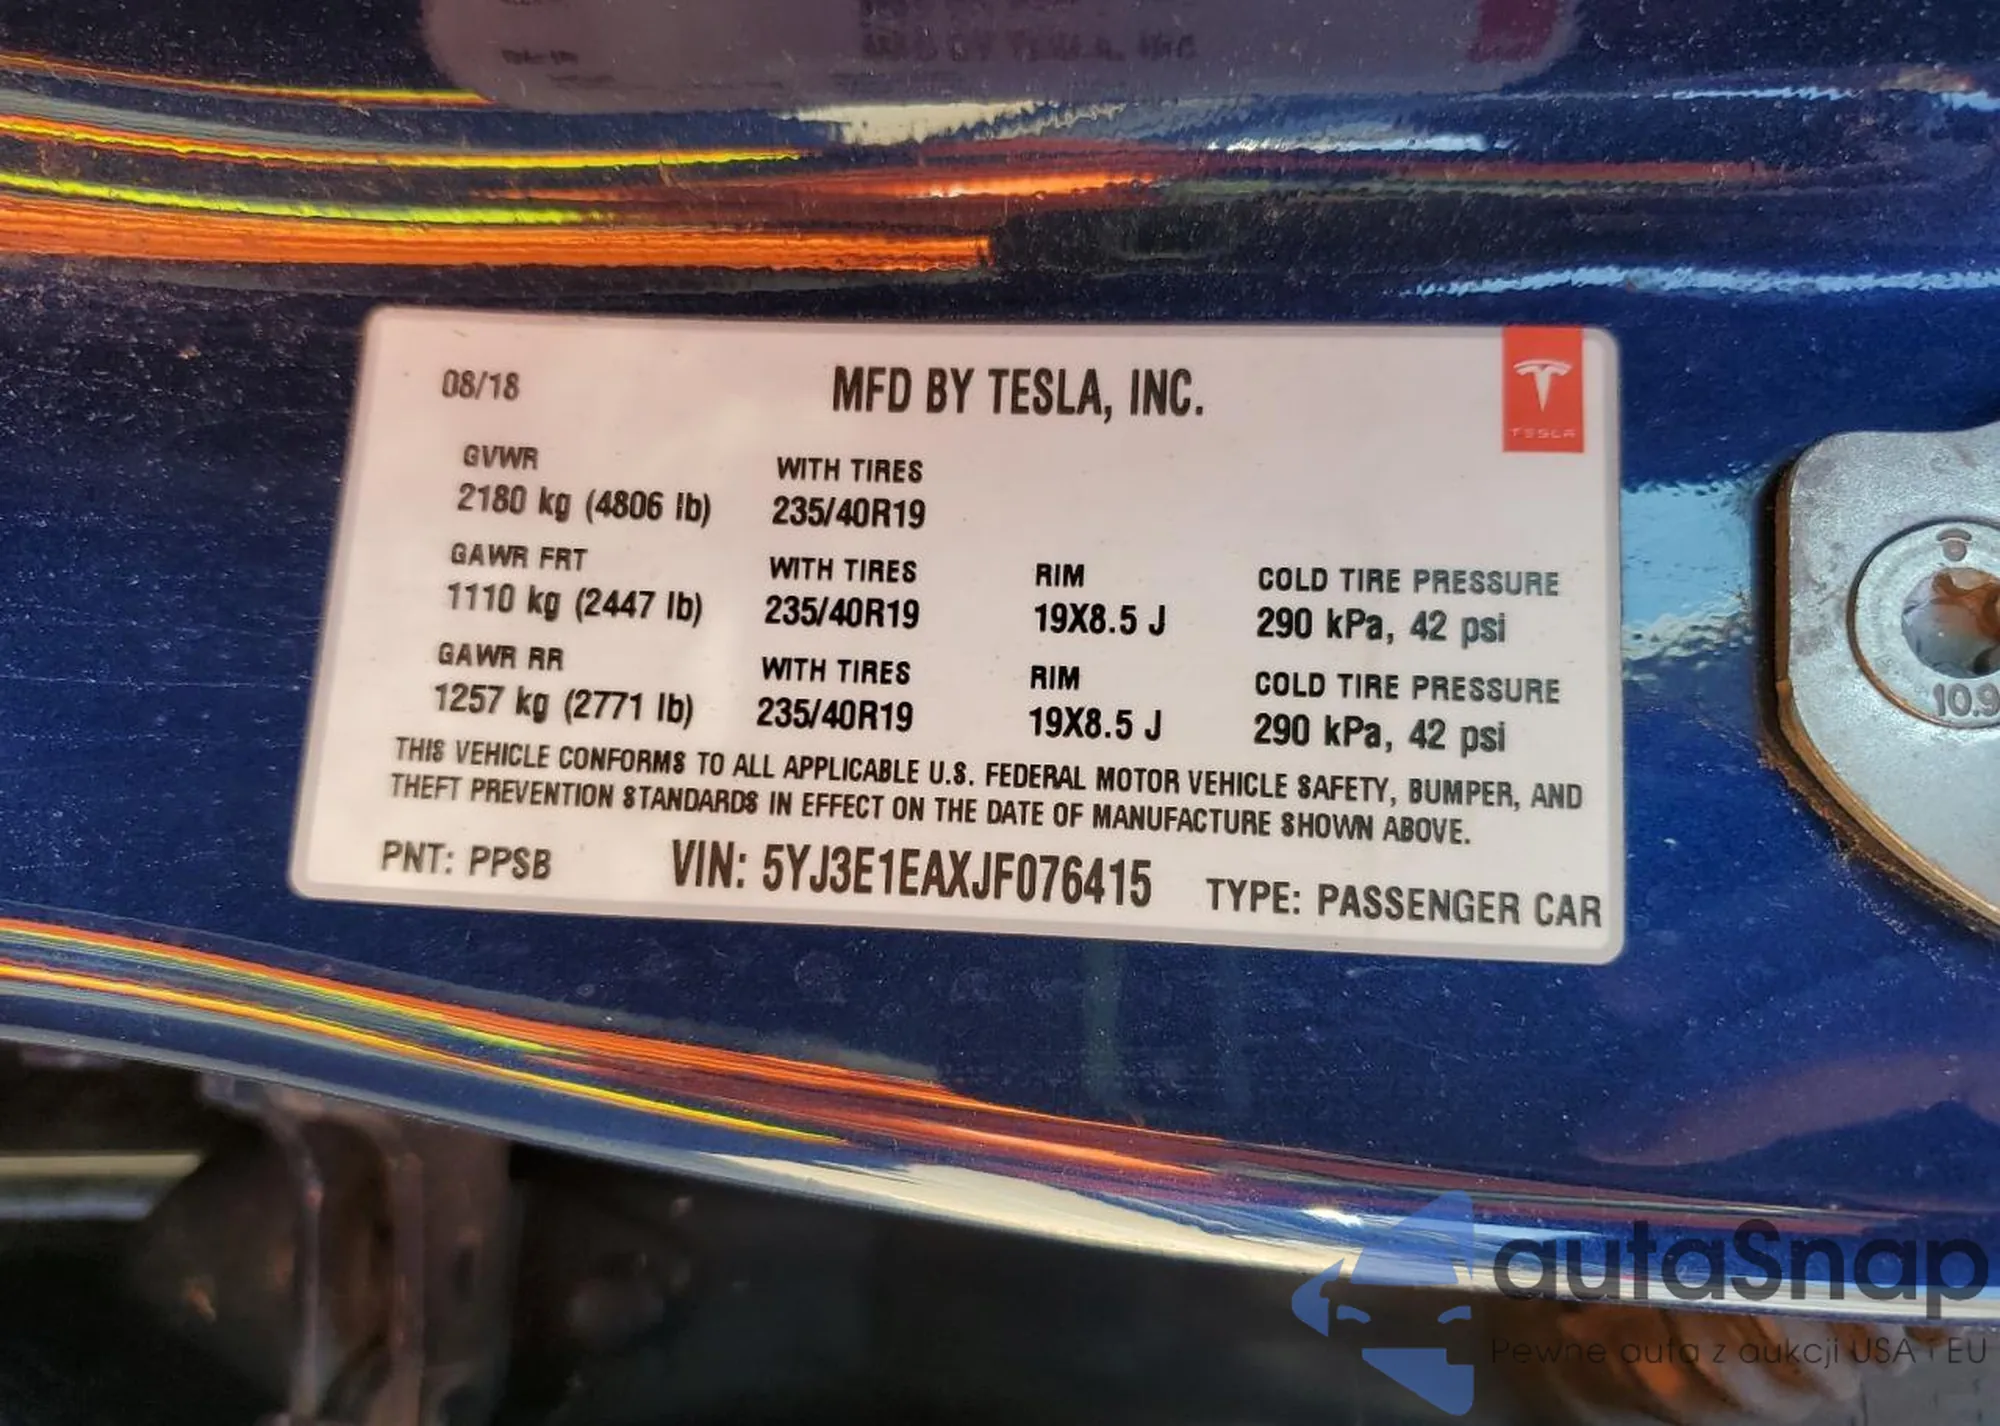 08/18
MFD BY TESLA, INC.
TESLA
GVWR
2180 kg (4806 lb)
WITH TIRES
235/40R19
GAWR FRT
1110 kg (2447 lb)
WITH TIRES
235/40R19
RIM
19X8.5 J
COLD TIRE PRESSURE
290 kPa, 42 psi
GAWR RR
1257 kg (2771 lb)
WITH TIRES
235/40R19
RIM
19X8.5 J
COLD TIRE PRESSURE
290 kPa, 42 psi
THIS VEHICLE CONFORMS TO ALL APPLICABLE U.S. FEDERAL MOTOR VEHICLE SAFETY, BUMPER, AND
THEFT PREVENTION STANDARDS IN EFFECT ON THE DATE OF MANUFACTURE SHOWN ABOVE.
PNT: PPSB VIN: 5YJ3E1EAXJF076415 TYPE: PASSENGER CAR
10.9
autaSnap
Pewne auta z aukcji USA i EU